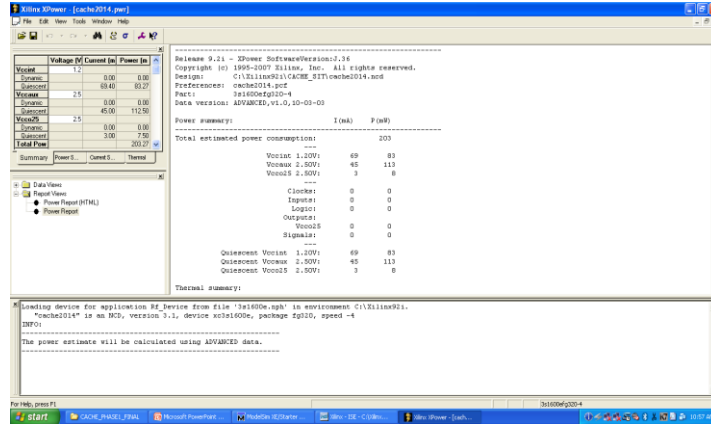 Xilinx XPower - [cache2014.pwr]
File Edit View Tools Window Help
Voltage (V Current (m Power (m
Vccint 1.2
Dynamic 0.00 0.00
Quiescent 69.40 83.27
Vccaux 2.5
Dynamic 0.00 0.00
Quiescent 45.00 112.50
Vcco25 2.5
Dynamic 0.00 0.00
Quiescent 3.00 7.50
Total Pow 203.27
Summary Power S... Current S... Thermal
Data Views
Report Views
Power Report (HTML)
Power Report
Release 9.2i - XPower SoftwareVersion:J.36
Copyright (c) 1995-2007 Xilinx, Inc. All rights reserved.
Design: C:\Xilinx92i\CACHE_SIT\cache2014.ncd
Preferences: cache2014.pcf
Part: 3s1600efg320-4
Data version: ADVANCED,v1.0,10-03-03
Power summary: I(mA) P(mW)
Total estimated power consumption: 203
---
Vccint 1.20V: 69 83
Vccaux 2.50V: 45 113
Vcco25 2.50V: 3 8
---
Clocks: 0 0
Inputs: 0 0
Logic: 0 0
Outputs:
Vcco25 0 0
Signals: 0 0
---
Quiescent Vccint 1.20V: 69 83
Quiescent Vccaux 2.50V: 45 113
Quiescent Vcco25 2.50V: 3 8
Thermal summary:
Loading device for application Rf_Device from file '3s1600e.nph' in environment C:\Xilinx92i.
"cache2014" is an NCD, version 3.1, device xc3s1600e, package fg320, speed -4
INFO:
The power estimate will be calculated using ADVANCED data.
For Help, press F1
3s1600efg320-4
start CACHE_PHASE1_FINAL Microsoft PowerPoint ... ModelSim XE/Starter ... Xilinx - ISE - C:\Xilinx... Xilinx XPower - [cach... 10:57 AM